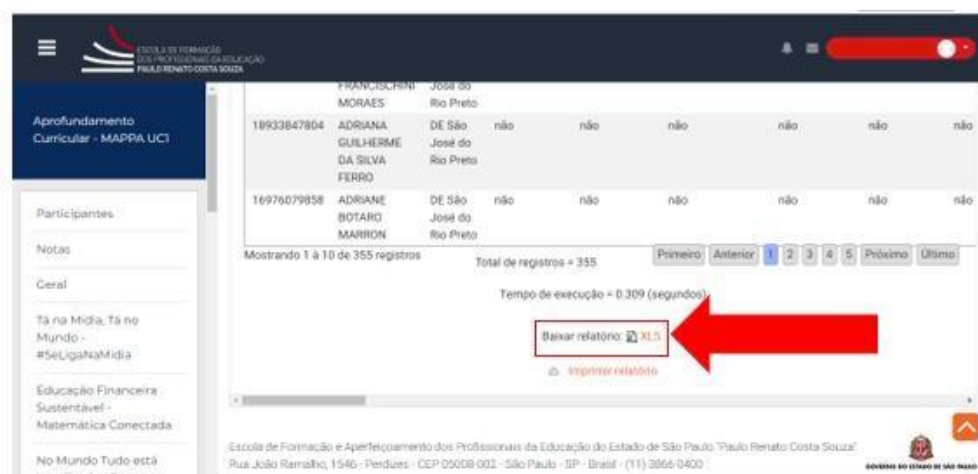 ESCOLA DE FORMAÇÃO
DOS PROFISSIONAIS DA EDUCAÇÃO
PAULO RENATO COSTA SOUZA
Aprofundamento
Curricular - MAPPA UC1
Participantes
Notas
Geral
Tá na Mídia, Tá no
Mundo -
#SeLigaNaMídia
Educação Financeira
Sustentável -
Matemática Conectada
No Mundo Tudo está
FRANCISCHINI José do
MORAES Rio Preto
18933847804 ADRIANA DE São não não não não não não
GUILHERME José do
DA SILVA Rio Preto
FERRO
16976079858 ADRIANE DE São não não não não não não
BOTARO José do
MARRON Rio Preto
Mostrando 1 à 10 de 355 registros
Total de registros = 355
Primeiro Anterior 1 2 3 4 5 Próximo Último
Tempo de execução = 0.309 (segundos)
Baixar relatório: XLS
Imprimir relatório
Escola de Formação e Aperfeiçoamento dos Profissionais da Educação do Estado de São Paulo "Paulo Renato Costa Souza"
Rua João Ramalho, 1546 - Perdizes - CEP 05008-002 - São Paulo - SP - Brasil - (11) 3866-0400
GOVERNO DO ESTADO DE SÃO PAULO